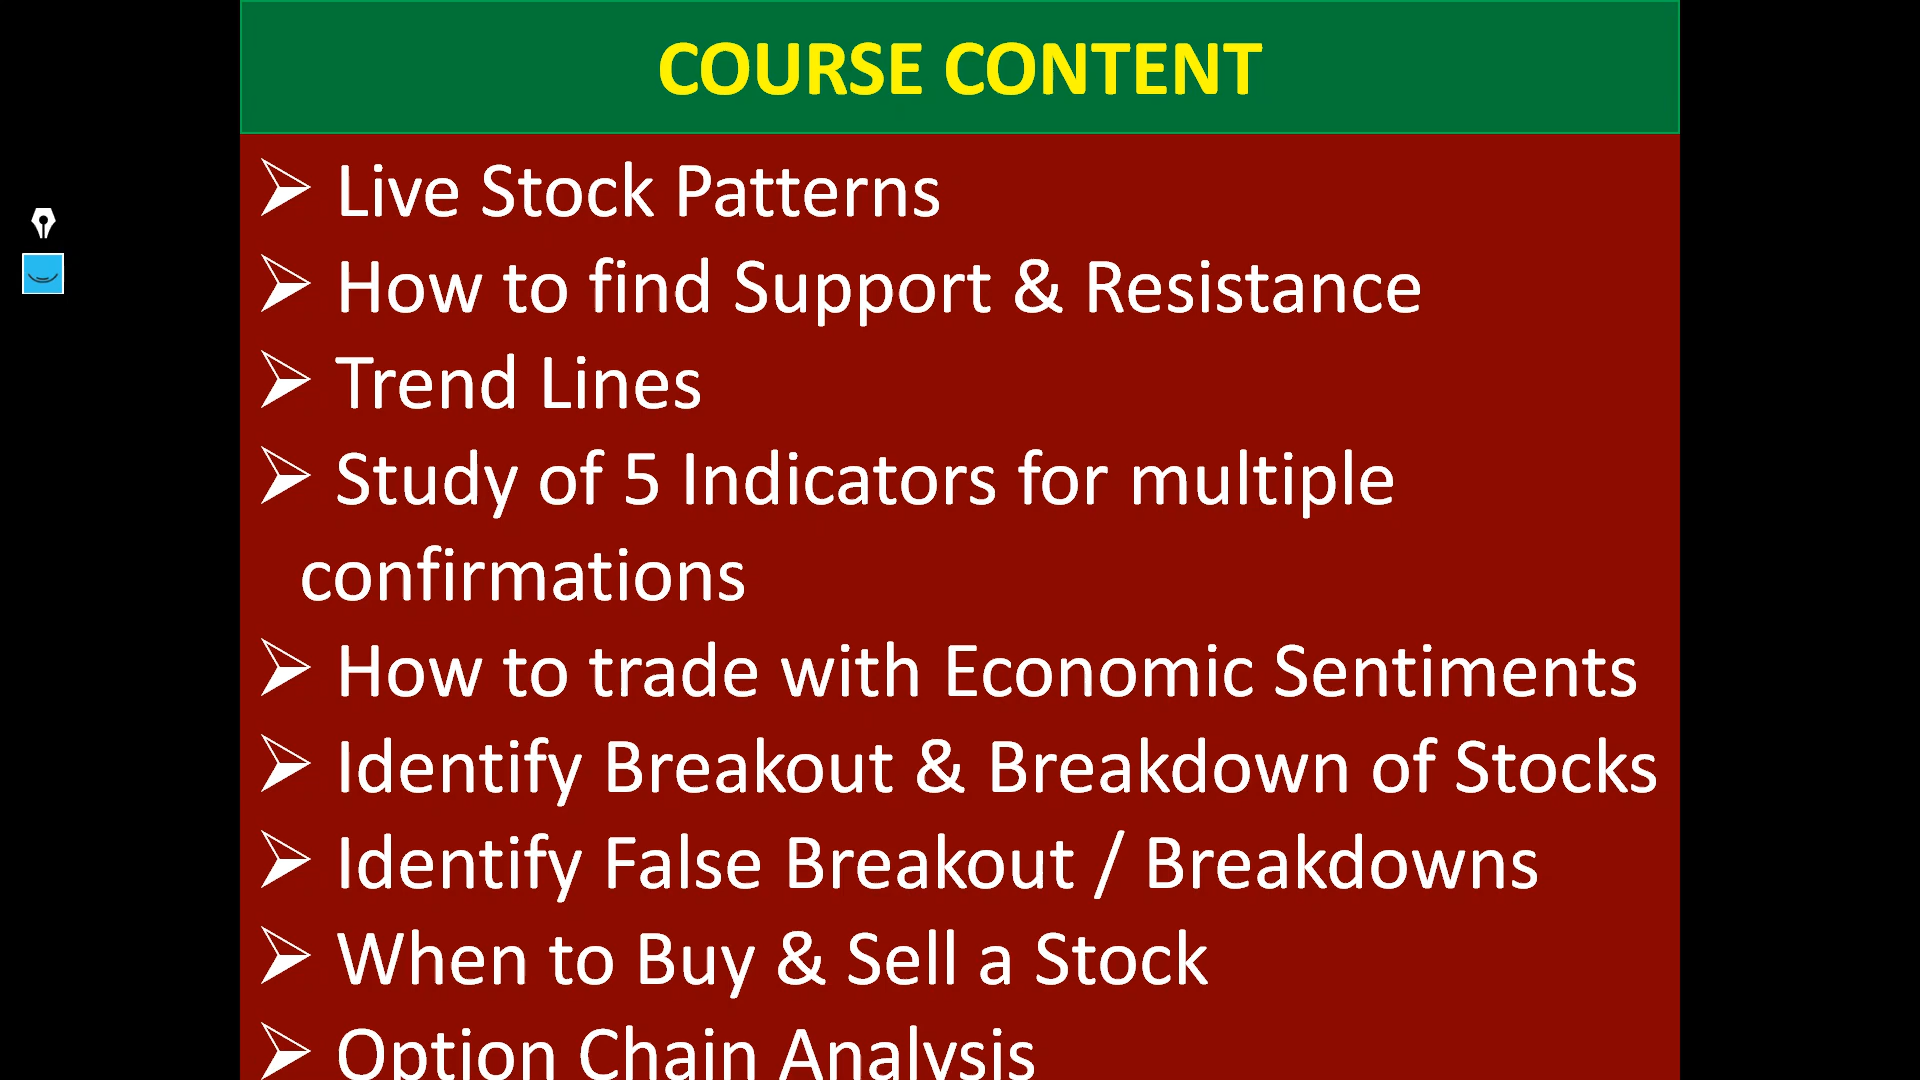 COURSE CONTENT
➢ Live Stock Patterns
➢ How to find Support & Resistance
➢ Trend Lines
➢ Study of 5 Indicators for multiple
confirmations
➢ How to trade with Economic Sentiments
➢ Identify Breakout & Breakdown of Stocks
➢ Identify False Breakout / Breakdowns
➢ When to Buy & Sell a Stock
➢ Option Chain Analysis